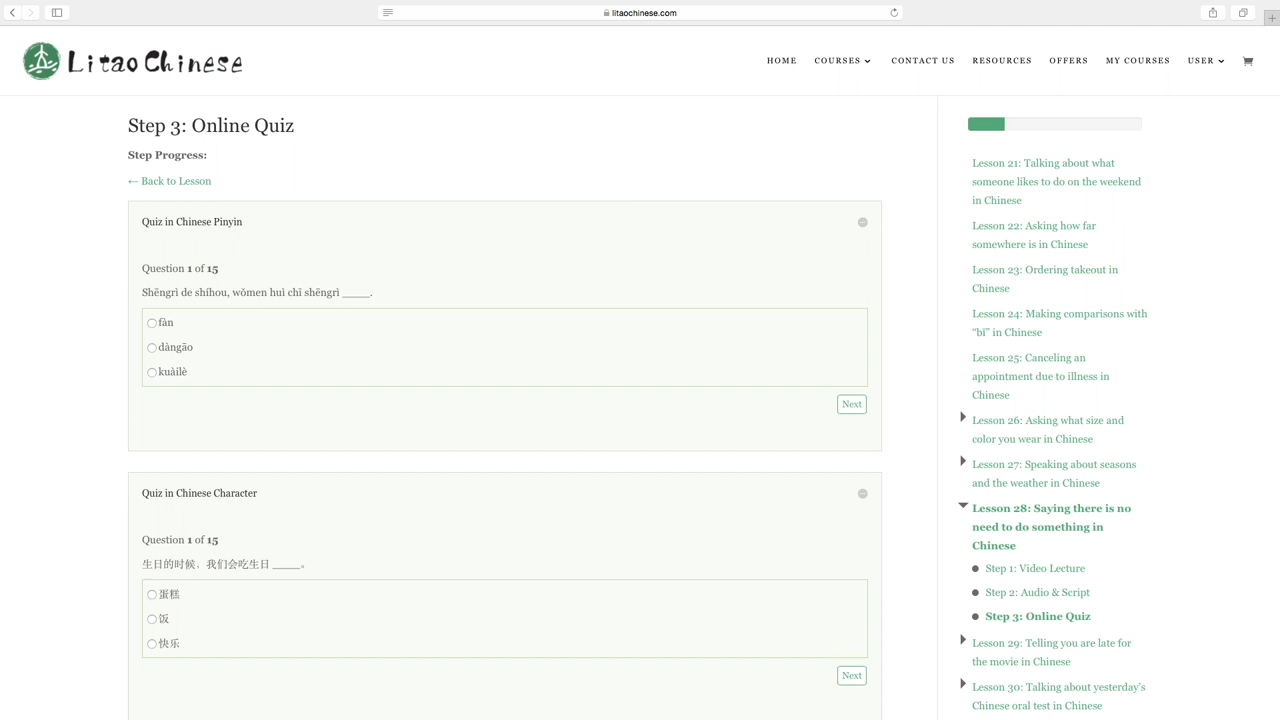 litaochinese.com
Litao Chinese
HOME
COURSES
CONTACT US
RESOURCES
OFFERS
MY COURSES
USER
Step 3: Online Quiz
Step Progress:
← Back to Lesson
Quiz in Chinese Pinyin
Question 1 of 15
Shēngrì de shíhou, wǒmen huì chī shēngrì _____.
fàn
dàngāo
kuàilè
Next
Quiz in Chinese Character
Question 1 of 15
生日的时候、我们会吃生日 _____。
蛋糕
饭
快乐
Next
Lesson 21: Talking about what
someone likes to do on the weekend
in Chinese
Lesson 22: Asking how far
somewhere is in Chinese
Lesson 23: Ordering takeout in
Chinese
Lesson 24: Making comparisons with
“bǐ” in Chinese
Lesson 25: Canceling an
appointment due to illness in
Chinese
Lesson 26: Asking what size and
color you wear in Chinese
Lesson 27: Speaking about seasons
and the weather in Chinese
Lesson 28: Saying there is no
need to do something in
Chinese
Step 1: Video Lecture
Step 2: Audio & Script
Step 3: Online Quiz
Lesson 29: Telling you are late for
the movie in Chinese
Lesson 30: Talking about yesterday’s
Chinese oral test in Chinese